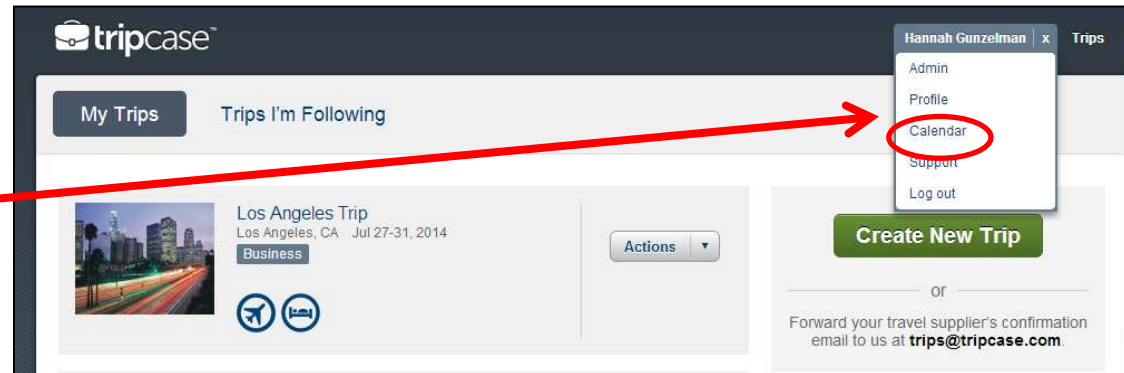 tripcase™
Hannah Gunzelman | x Trips
Admin
Profile
Calendar
Support
Log out
My Trips Trips I'm Following
Los Angeles Trip
Los Angeles, CA Jul 27-31, 2014
Business
Actions
Create New Trip
or
Forward your travel supplier's confirmation
email to us at trips@tripcase.com.